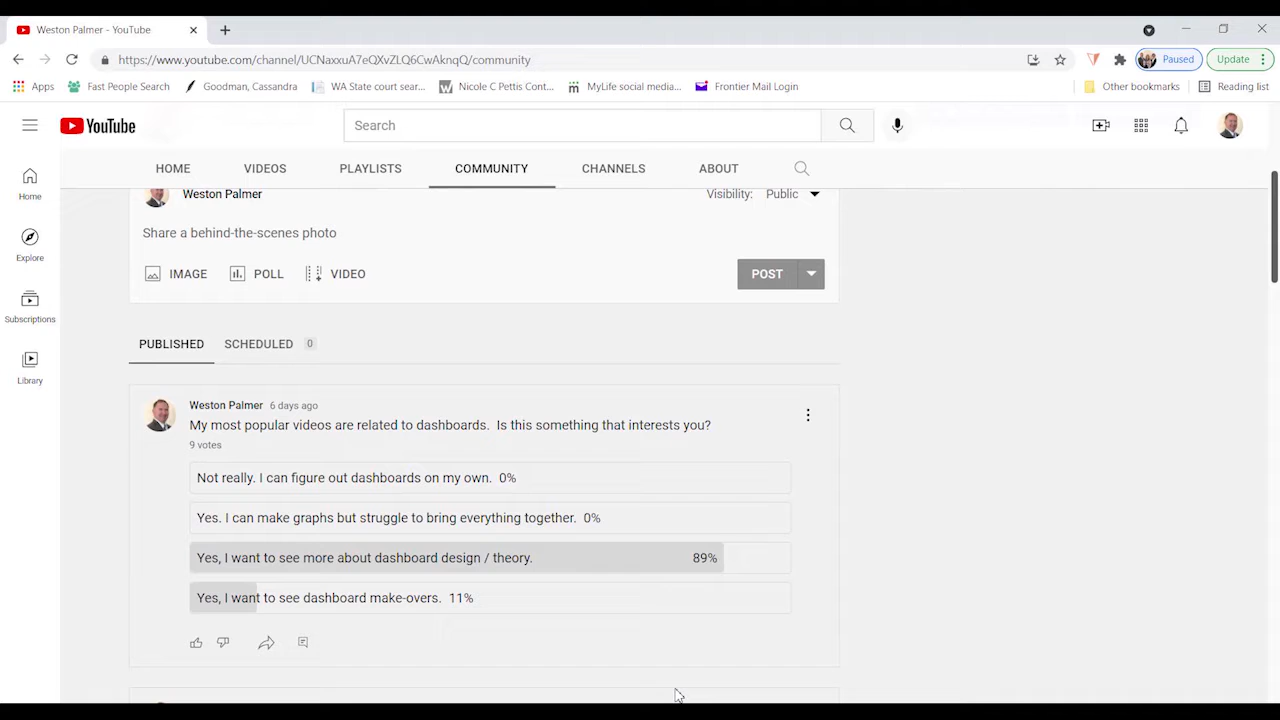 Weston Palmer - YouTube
https://www.youtube.com/channel/UCNaxxuA7eQXvZLQ6CwAknOQ/community
Paused
Update
Apps
Fast People Search
Goodman, Cassandra
WA State court sear...
Nicole C Pettis Cont...
MyLife social media...
Frontier Mail Login
Other bookmarks
Reading list
YouTube
Search
HOME
VIDEOS
PLAYLISTS
COMMUNITY
CHANNELS
ABOUT
Home
Explore
Subscriptions
Library
Weston Palmer
Visibility: Public
Share a behind-the-scenes photo
IMAGE
POLL
VIDEO
POST
PUBLISHED
SCHEDULED 0
Weston Palmer 6 days ago
My most popular videos are related to dashboards. Is this something that interests you?
9 votes
Not really. I can figure out dashboards on my own. 0%
Yes. I can make graphs but struggle to bring everything together. 0%
Yes, I want to see more about dashboard design / theory. 89%
Yes, I want to see dashboard make-overs. 11%